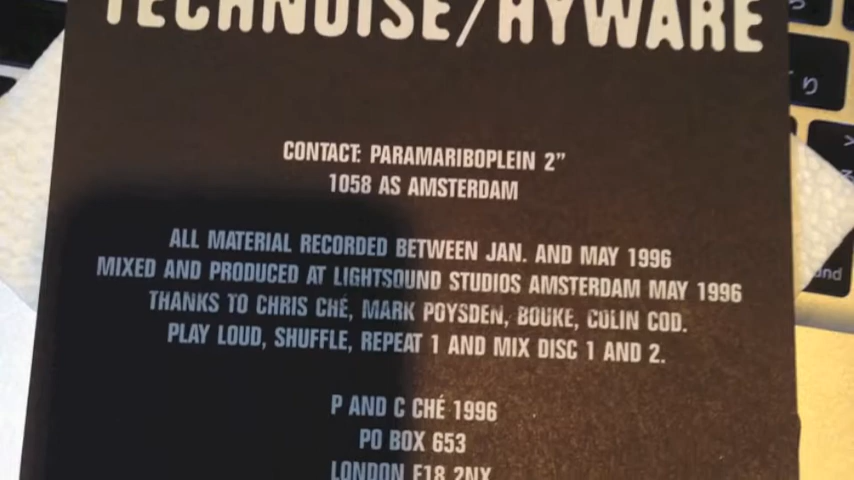 TECHNOISE/HYWARE
CONTACT: PARAMARIBOPLEIN 2”
1058 AS AMSTERDAM
ALL MATERIAL RECORDED BETWEEN JAN. AND MAY 1996
MIXED AND PRODUCED AT LIGHTSOUND STUDIOS AMSTERDAM MAY 1996
THANKS TO CHRIS CHÉ, MARK POYSDEN, BOUKE, COLIN COD.
PLAY LOUD, SHUFFLE, REPEAT 1 AND MIX DISC 1 AND 2.
P AND C CHÉ 1996
PO BOX 653
LONDON E18 2NX
り